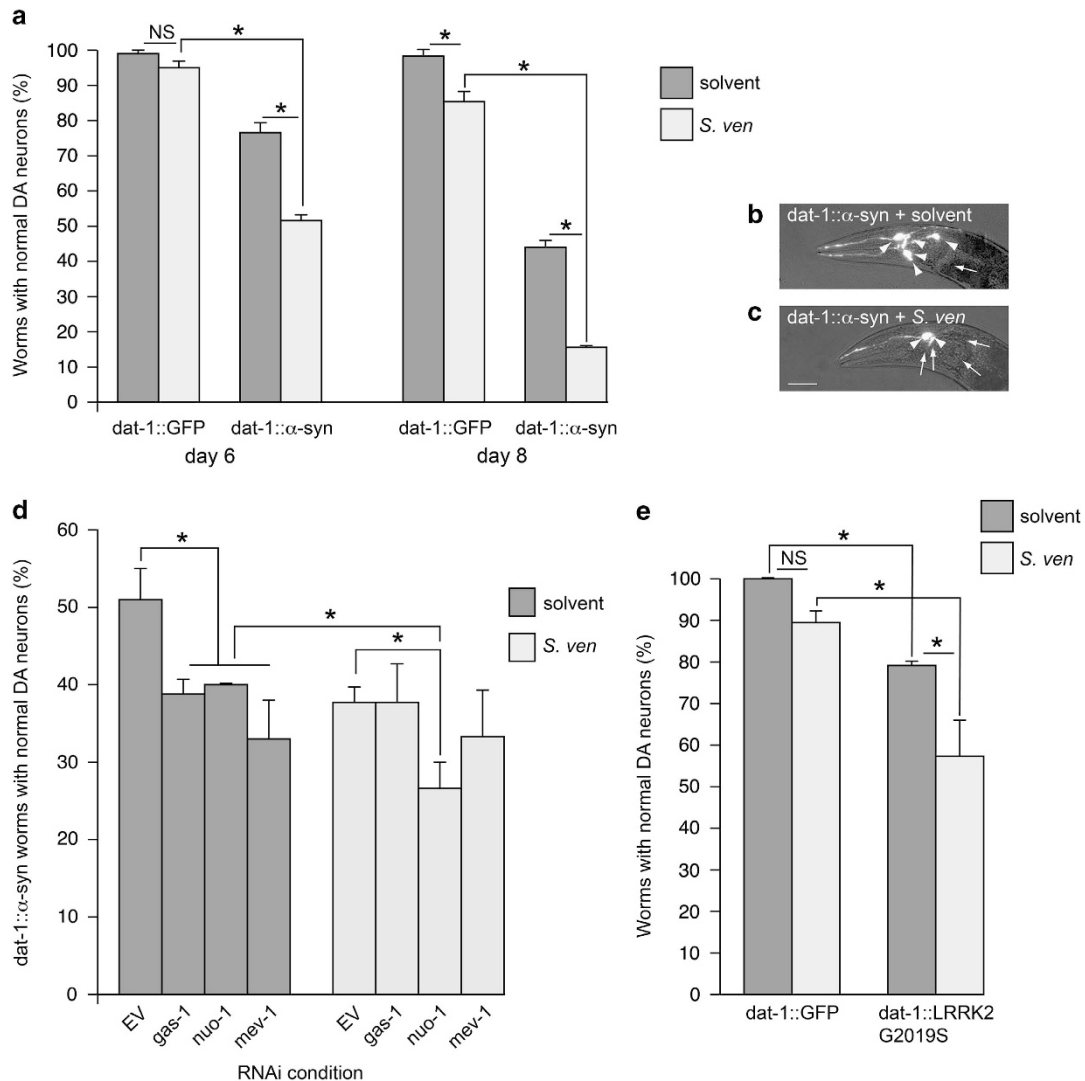 a
NS
*
*
*
*
*
100
90
80
70
60
50
40
30
20
10
0
Worms with normal DA neurons (%)
dat-1::GFP dat-1::α-syn dat-1::GFP dat-1::α-syn
day 6 day 8
solvent
S. ven
b
dat-1::α-syn + solvent
c
dat-1::α-syn + S. ven
d
60
50
40
30
20
10
0
dat-1::α-syn worms with normal DA neurons (%)
*
*
*
solvent
S. ven
EV gas-1 nuo-1 mev-1 EV gas-1 nuo-1 mev-1
RNAi condition
e
solvent
S. ven
*
NS
*
*
100
90
80
70
60
50
40
30
20
10
0
Worms with normal DA neurons (%)
dat-1::GFP dat-1::LRRK2
G2019S